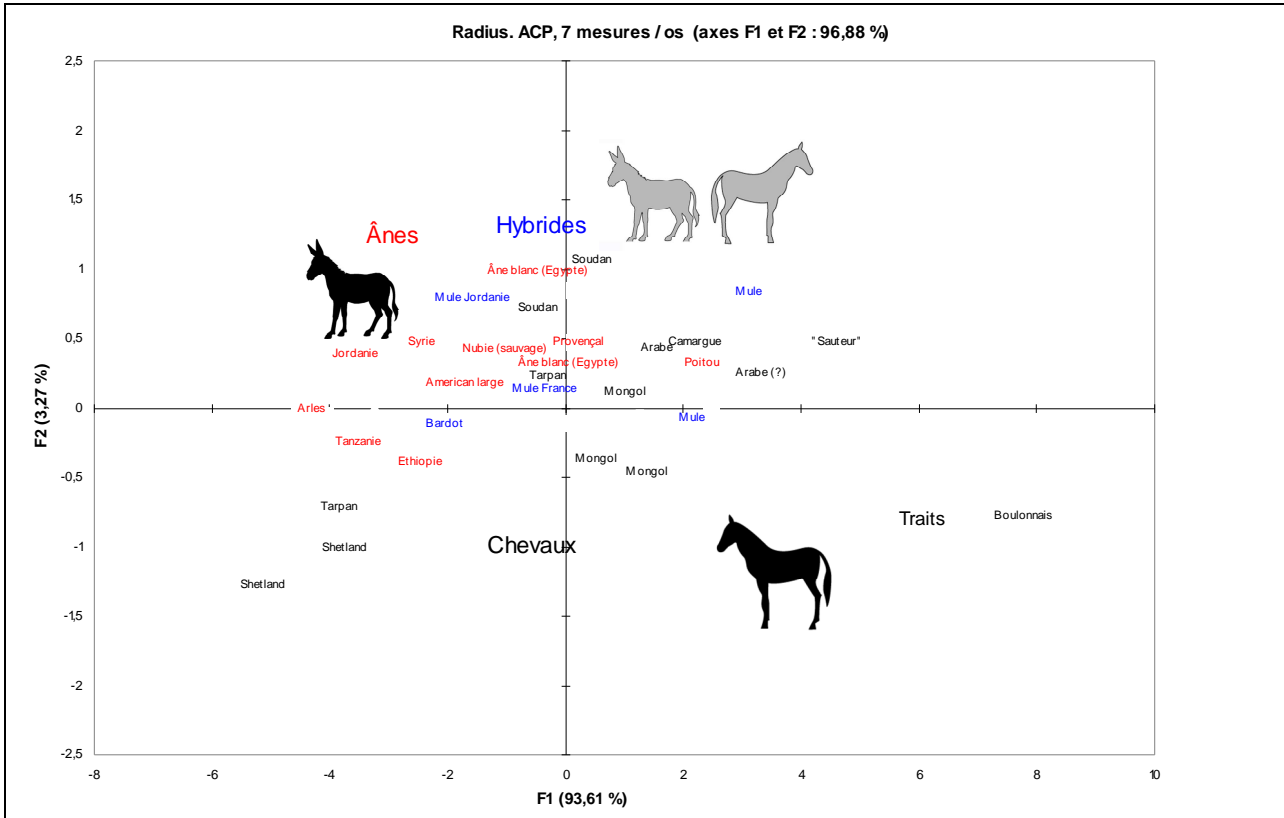 Radius. ACP, 7 mesures / os (axes F1 et F2 : 96,88 %)
2,5
2
1,5
1
0,5
0
-0,5
-1
-1,5
-2
-2,5
F2 (3,27 %)
Hybrides
Ânes
Soudan
Âne blanc (Egypte)
Mule Jordanie
Mule
Soudan
Syrie
Nubie (sauvage)
Provençal
Arabe
Camargue
"Sauteur"
Jordanie
Âne blanc (Egypte)
Poitou
Arabe (?)
Tarpan
American large
Mule France
Mongol
Arles
Mule
Bardot
Tanzanie
Ethiopie
Mongol
Mongol
Tarpan
Traits
Boulonnais
Shetland
Chevaux
Shetland
-8 -6 -4 -2 0 2 4 6 8 10
F1 (93,61 %)